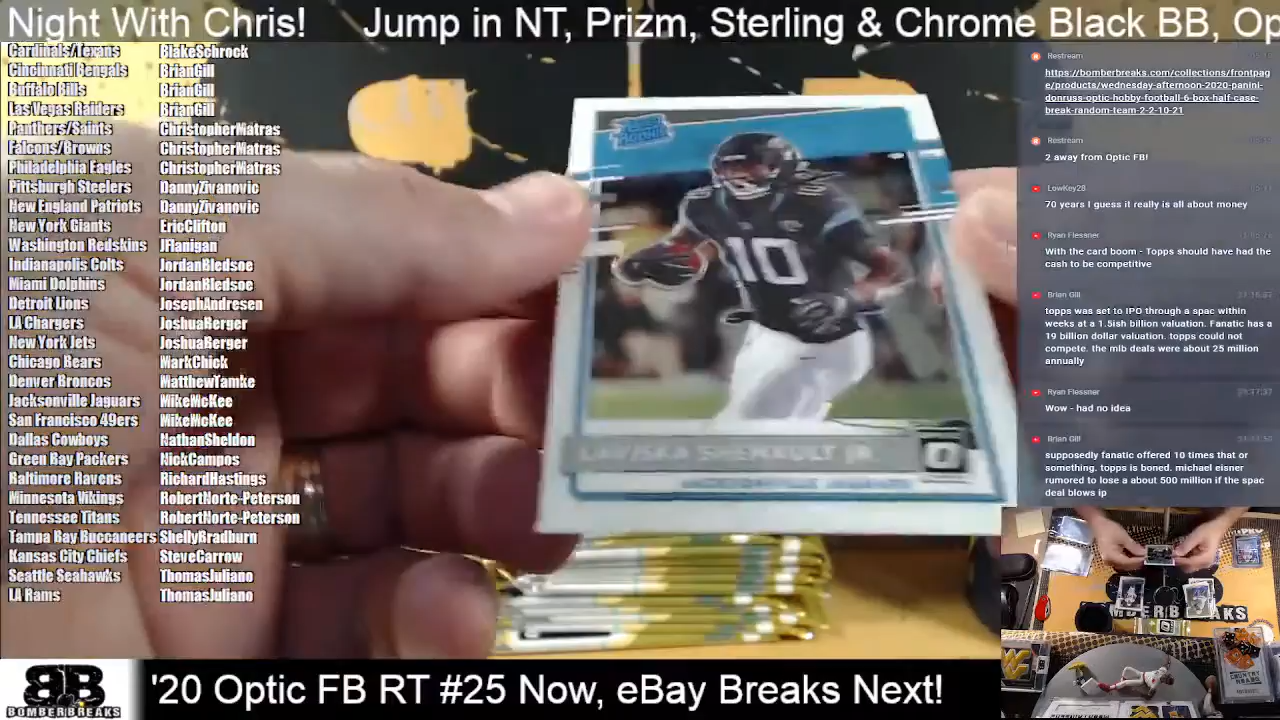 Night With Chris! Jump in NT, Prizm, Sterling & Chrome Black BB, Op
Cardinals/Texans BlakeSchrock
Cincinnati Bengals BrianGill
Buffalo Bills BrianGill
Las Vegas Raiders BrianGill
Panthers/Saints ChristopherMatras
Falcons/Browns ChristopherMatras
Philadelphia Eagles ChristopherMatras
Pittsburgh Steelers DannyZivanovic
New England Patriots DannyZivanovic
New York Giants EricClifton
Washington Redskins JFlanigan
Indianapolis Colts JordanBledsoe
Miami Dolphins JordanBledsoe
Detroit Lions JosephAndresen
LA Chargers JoshuaBerger
New York Jets JoshuaBerger
Chicago Bears MarkChick
Denver Broncos MatthewTamke
Jacksonville Jaguars MikeMcKee
San Francisco 49ers MikeMcKee
Dallas Cowboys NathanSheldon
Green Bay Packers NickCampos
Baltimore Ravens RichardHastings
Minnesota Vikings RobertNorte-Peterson
Tennessee Titans RobertNorte-Peterson
Tampa Bay Buccaneers ShellyBradburn
Kansas City Chiefs SteveCarrow
Seattle Seahawks ThomasJuliano
LA Rams ThomasJuliano
10
LAVISKA SHENAULT JR.
Restream
https://bomberbreaks.com/collections/frontpag
e/products/wednesday-afternoon-2020-panini-
donruss-optic-hobby-football-6-box-half-case-
break-random-team-2-2-10-21
Restream
2 away from Optic FB!
LowKey28
70 years I guess it really is all about money
Ryan Flessner
With the card boom - Topps should have had the
cash to be competitive
Brian Gill
topps was set to IPO through a spac within
weeks at a 1.5ish billion valuation. Fanatic has a
19 billion dollar valuation. topps could not
compete. the mlb deals were about 25 million
annually
Ryan Flessner
Wow - had no idea
Brian Gill
supposedly fanatic offered 10 times that or
something. topps is boned. michael eisner
rumored to lose a about 500 million if the spac
deal blows ip
BB
BOMBERBREAKS
'20 Optic FB RT #25 Now, eBay Breaks Next!